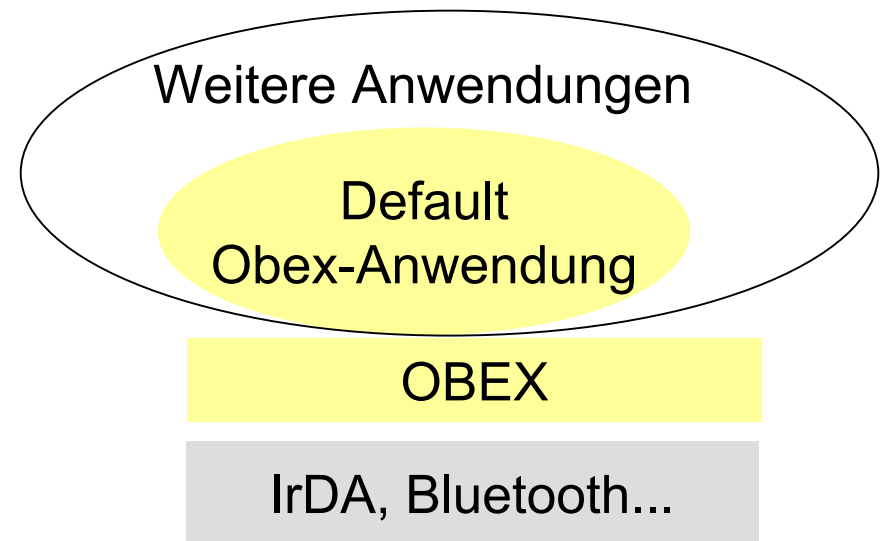 Weitere Anwendungen
Default
Obex-Anwendung
OBEX
IrDA, Bluetooth...